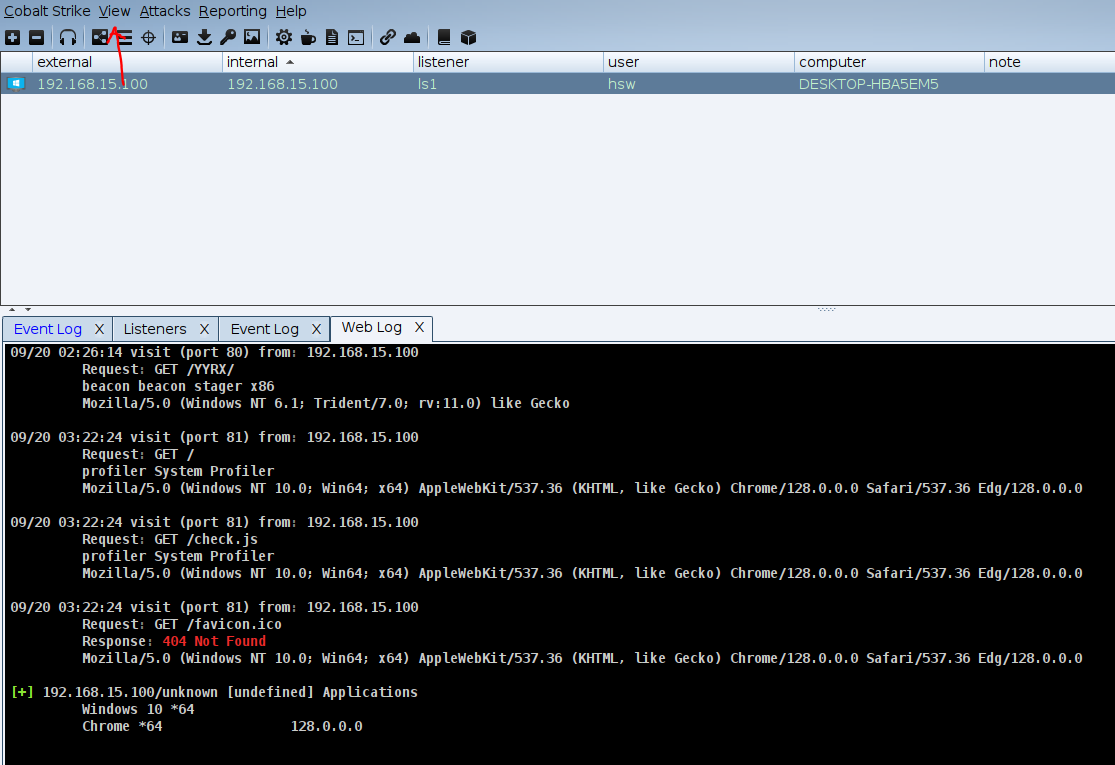 Cobalt Strike View Attacks Reporting Help
external internal listener user computer note
192.168.15.100 192.168.15.100 ls1 hsw DESKTOP-HBA5EM5
Event Log X Listeners X Event Log X Web Log X
09/20 02:26:14 visit (port 80) from: 192.168.15.100
Request: GET /YYRX/
beacon beacon stager x86
Mozilla/5.0 (Windows NT 6.1; Trident/7.0; rv:11.0) like Gecko
09/20 03:22:24 visit (port 81) from: 192.168.15.100
Request: GET /
profiler System Profiler
Mozilla/5.0 (Windows NT 10.0; Win64; x64) AppleWebKit/537.36 (KHTML, like Gecko) Chrome/128.0.0.0 Safari/537.36 Edg/128.0.0.0
09/20 03:22:24 visit (port 81) from: 192.168.15.100
Request: GET /check.js
profiler System Profiler
Mozilla/5.0 (Windows NT 10.0; Win64; x64) AppleWebKit/537.36 (KHTML, like Gecko) Chrome/128.0.0.0 Safari/537.36 Edg/128.0.0.0
09/20 03:22:24 visit (port 81) from: 192.168.15.100
Request: GET /favicon.ico
Response: 404 Not Found
Mozilla/5.0 (Windows NT 10.0; Win64; x64) AppleWebKit/537.36 (KHTML, like Gecko) Chrome/128.0.0.0 Safari/537.36 Edg/128.0.0.0
[+] 192.168.15.100/unknown [undefined] Applications
Windows 10 *64
Chrome *64 128.0.0.0